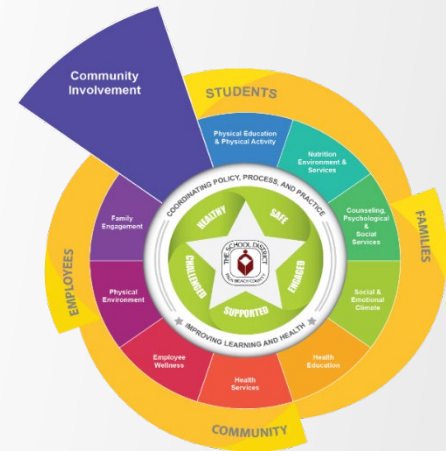 Community
Involvement
STUDENTS
Physical Education
& Physical Activity
Nutrition
Environment &
Services
Counseling,
Psychological
&
Social
Services
FAMILIES
Social &
Emotional
Climate
Health
Education
Health
Services
COMMUNITY
Employee
Wellness
Physical
Environment
EMPLOYEES
Family
Engagement
COORDINATING POLICY, PROCESS, AND PRACTICE
IMPROVING LEARNING AND HEALTH
HEALTHY
SAFE
ENGAGED
SUPPORTED
CHALLENGED
THE SCHOOL DISTRICT
PALM BEACH COUNTY